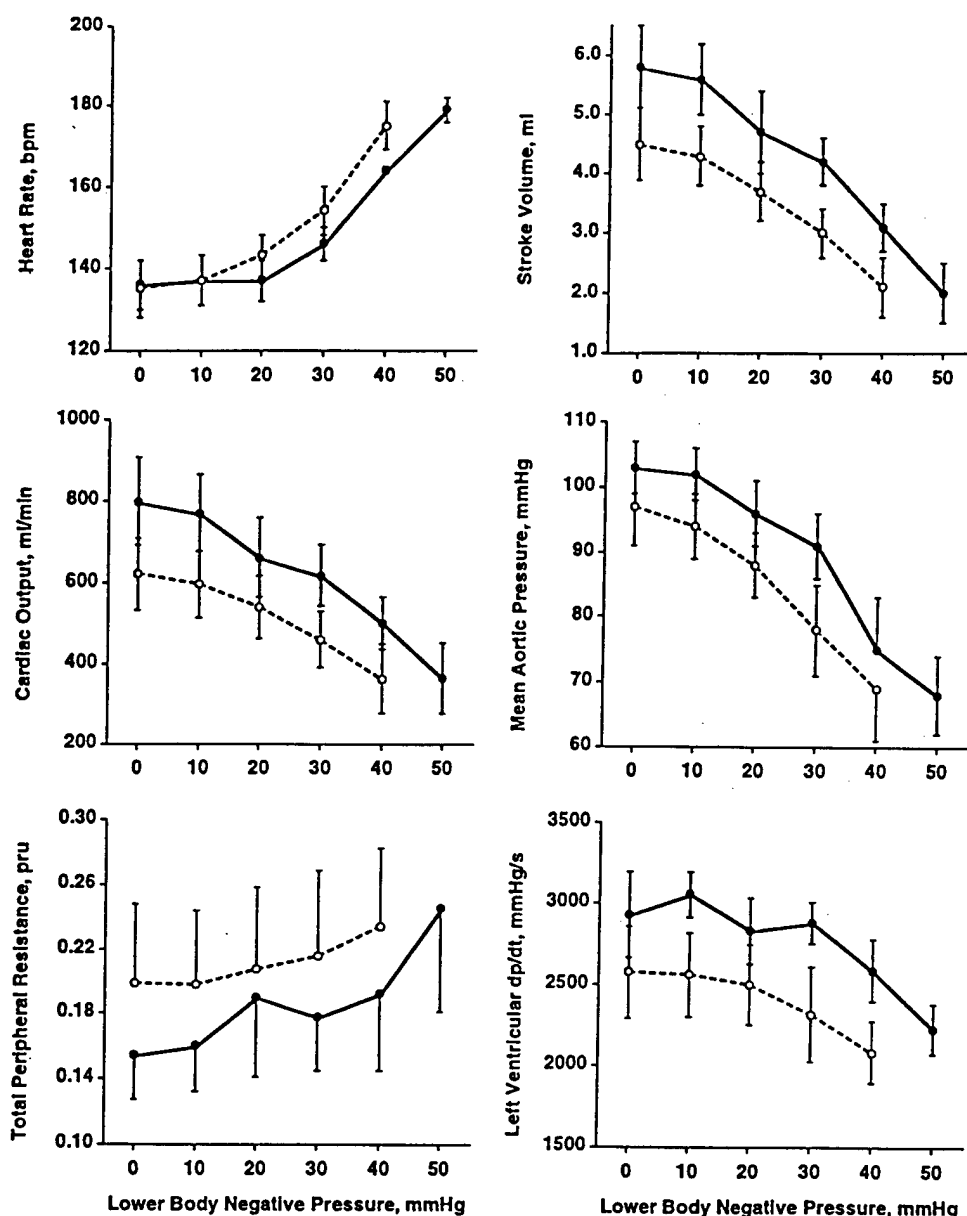 Heart Rate, bpm
200
180
160
140
120
0 10 20 30 40 50
Stroke Volume, ml
6.0
5.0
4.0
3.0
2.0
1.0
0 10 20 30 40 50
Cardiac Output, ml/min
1000
800
600
400
200
0 10 20 30 40 50
Mean Aortic Pressure, mmHg
110
100
90
80
70
60
0 10 20 30 40 50
Total Peripheral Resistance, pru
0.30
0.26
0.22
0.18
0.14
0.10
0 10 20 30 40 50
Lower Body Negative Pressure, mmHg
Left Ventricular dp/dt, mmHg/s
3500
3000
2500
2000
1500
0 10 20 30 40 50
Lower Body Negative Pressure, mmHg